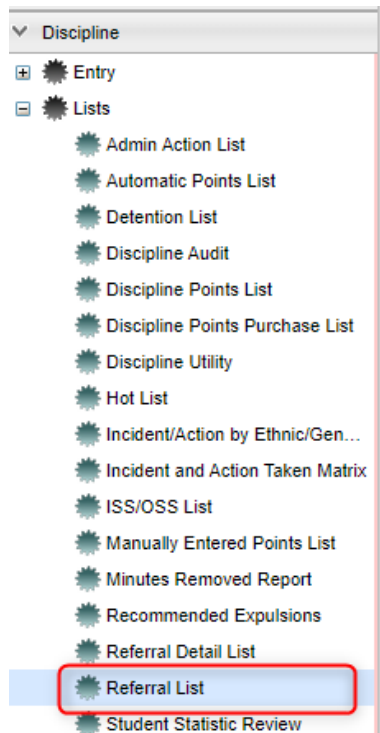 Discipline
Entry
Lists
Admin Action List
Automatic Points List
Detention List
Discipline Audit
Discipline Points List
Discipline Points Purchase List
Discipline Utility
Hot List
Incident/Action by Ethnic/Gen...
Incident and Action Taken Matrix
ISS/OSS List
Manually Entered Points List
Minutes Removed Report
Recommended Expulsions
Referral Detail List
Referral List
Student Statistic Review